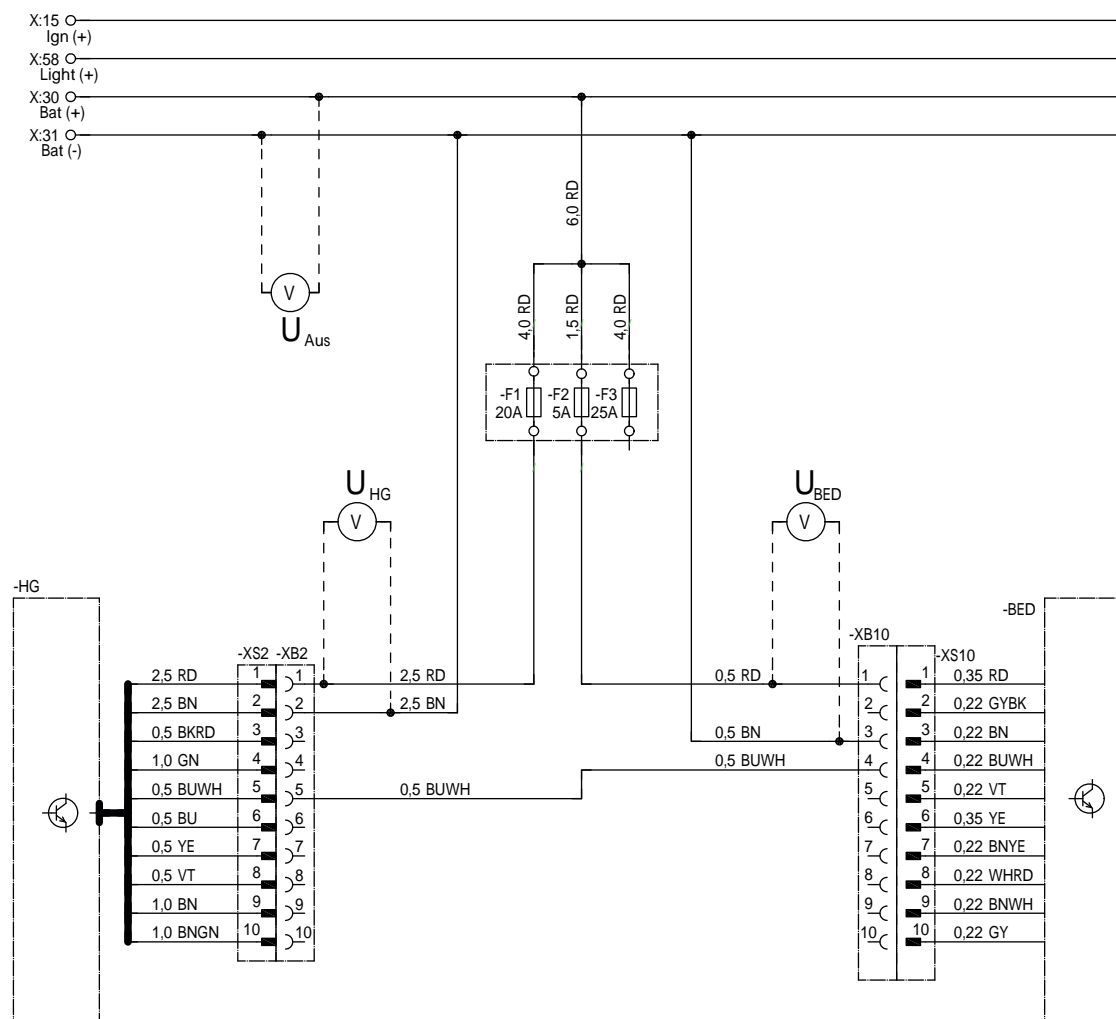 X:15
Ign (+)
X:58
Light (+)
X:30
Bat (+)
X:31
Bat (-)
6,0 RD
4,0 RD
1,5 RD
4,0 RD
V
U Aus
-F1
20A
-F2
5A
-F3
25A
U HG
V
U BED
V
-HG
-BED
-XS2 -XB2
-XB10
-XS10
2,5 RD 1 1 2,5 RD
2,5 BN 2 2 2,5 BN
0,5 BKRD 3 3
1,0 GN 4 4
0,5 BUWH 5 5 0,5 BUWH
0,5 BU 6 6
0,5 YE 7 7
0,5 VT 8 8
1,0 BN 9 9
1,0 BNGN 10 10
0,5 RD 1 1 0,35 RD
2 2 0,22 GYBK
0,5 BN 3 3 0,22 BN
0,5 BUWH 4 4 0,22 BUWH
5 5 0,22 VT
6 6 0,35 YE
7 7 0,22 BNYE
8 8 0,22 WHRD
9 9 0,22 BNWH
10 10 0,22 GY